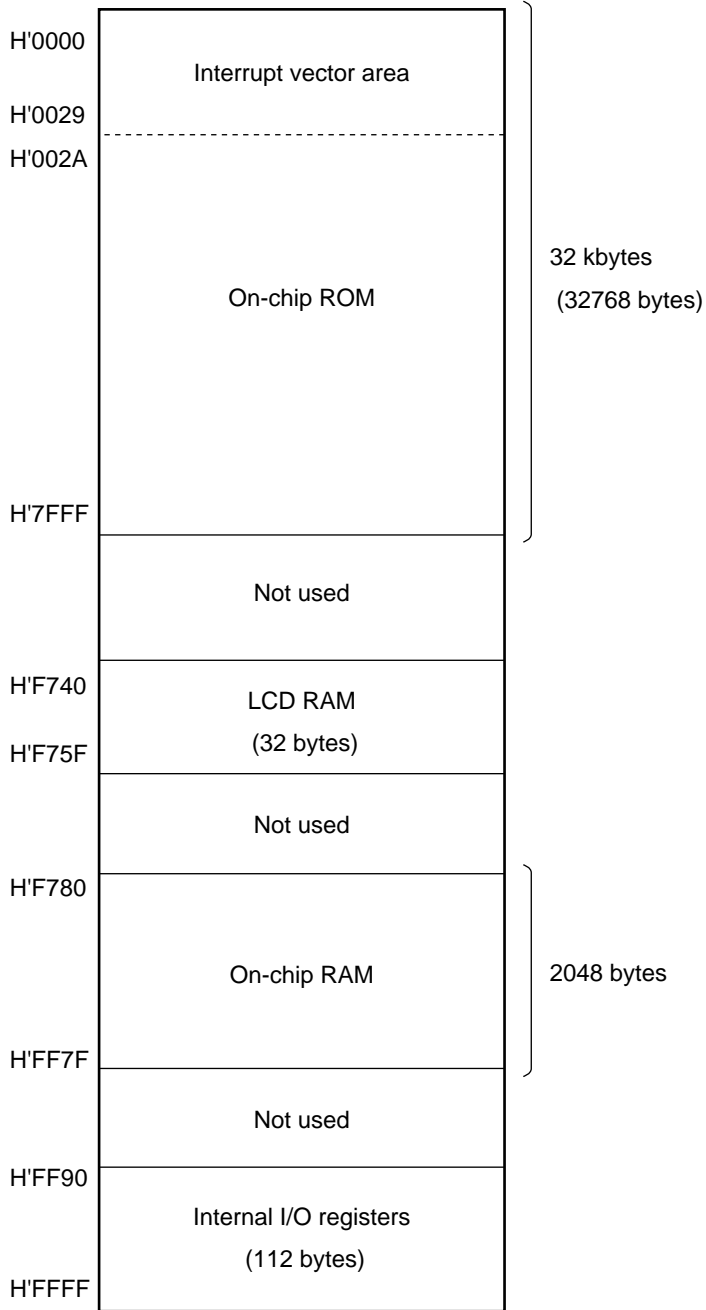 H'0000
Interrupt vector area
H'0029
H'002A
On-chip ROM
32 kbytes
(32768 bytes)
H'7FFF
Not used
H'F740
LCD RAM
(32 bytes)
H'F75F
Not used
H'F780
On-chip RAM
2048 bytes
H'FF7F
Not used
H'FF90
Internal I/O registers
(112 bytes)
H'FFFF